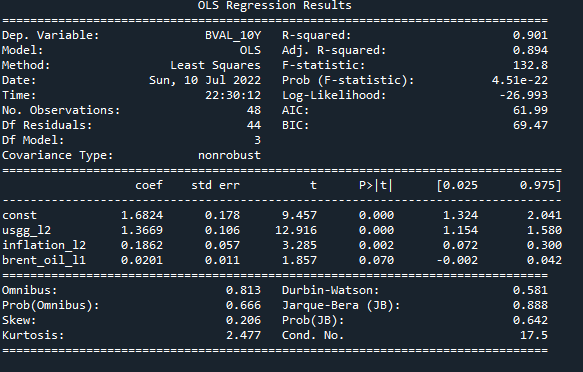 OLS Regression Results
==============================================================================
Dep. Variable: BVAL_10Y R-squared: 0.901
Model: OLS Adj. R-squared: 0.894
Method: Least Squares F-statistic: 132.8
Date: Sun, 10 Jul 2022 Prob (F-statistic): 4.51e-22
Time: 22:30:12 Log-Likelihood: -26.993
No. Observations: 48 AIC: 61.99
Df Residuals: 44 BIC: 69.47
Df Model: 3
Covariance Type: nonrobust
================================================================================
coef std err t P>|t| [0.025 0.975]
--------------------------------------------------------------------------------
const 1.6824 0.178 9.457 0.000 1.324 2.041
usgg_l2 1.3669 0.106 12.916 0.000 1.154 1.580
inflation_l2 0.1862 0.057 3.285 0.002 0.072 0.300
brent_oil_l1 0.0201 0.011 1.857 0.070 -0.002 0.042
==============================================================================
Omnibus: 0.813 Durbin-Watson: 0.581
Prob(Omnibus): 0.666 Jarque-Bera (JB): 0.888
Skew: 0.206 Prob(JB): 0.642
Kurtosis: 2.477 Cond. No. 17.5
==============================================================================